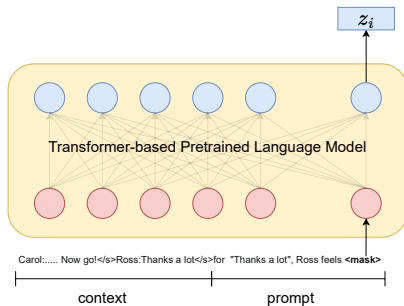 z_i
Transformer-based Pretrained Language Model
Carol:..... Now go!</s>Ross:Thanks a lot</s>for "Thanks a lot", Ross feels <mask>
context prompt